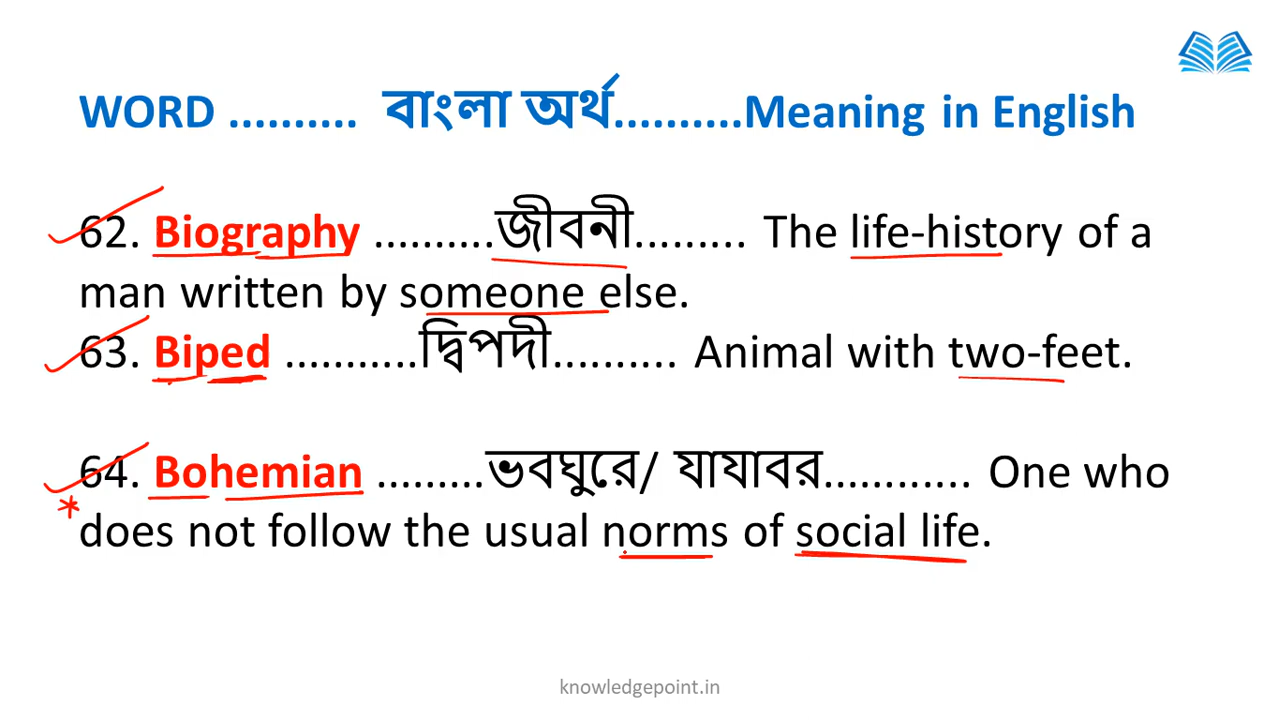 WORD .......... বাংলা অর্থ..........Meaning in English
62. Biography ..........জীবনী......... The life-history of a
man written by someone else.
63. Biped ...........দ্বিপদী.......... Animal with two-feet.
64. Bohemian .........ভবঘুরে/ যাযাবর............ One who
does not follow the usual norms of social life.
knowledgepoint.in